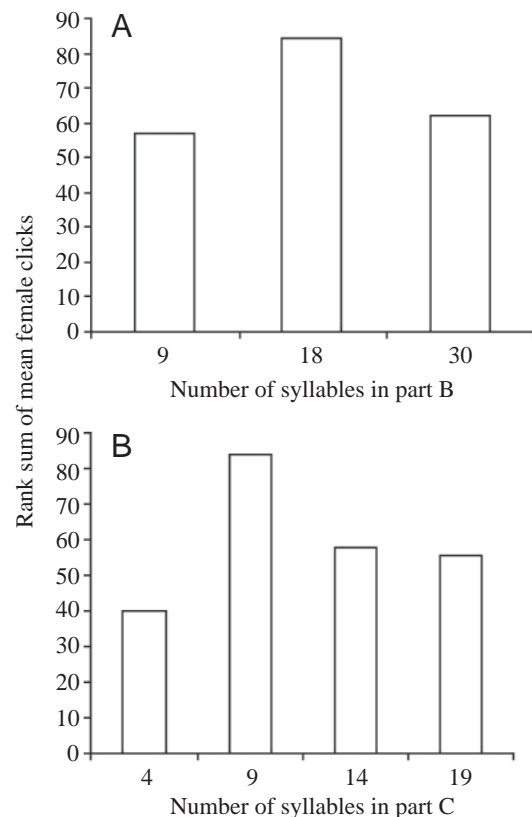 A
90
80
70
60
50
40
30
20
10
0
9 18 30
Number of syllables in part B
Rank sum of mean female clicks
B
90
80
70
60
50
40
30
20
10
0
4 9 14 19
Number of syllables in part C